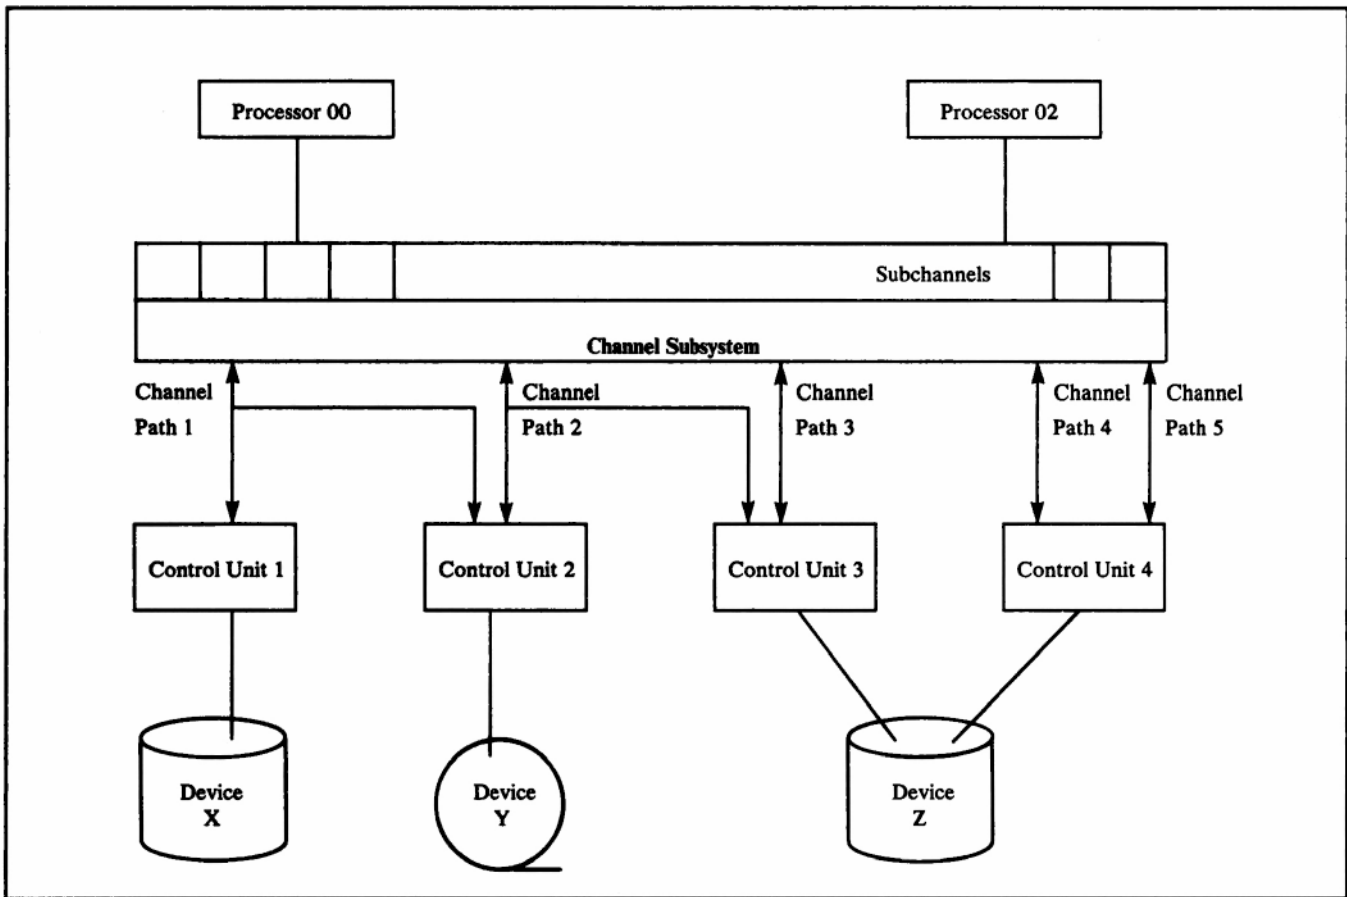 Processor 00
Processor 02
Subchannels
Channel Subsystem
Channel
Path 1
Channel
Path 2
Channel
Path 3
Channel
Path 4
Channel
Path 5
Control Unit 1
Control Unit 2
Control Unit 3
Control Unit 4
Device
X
Device
Y
Device
Z